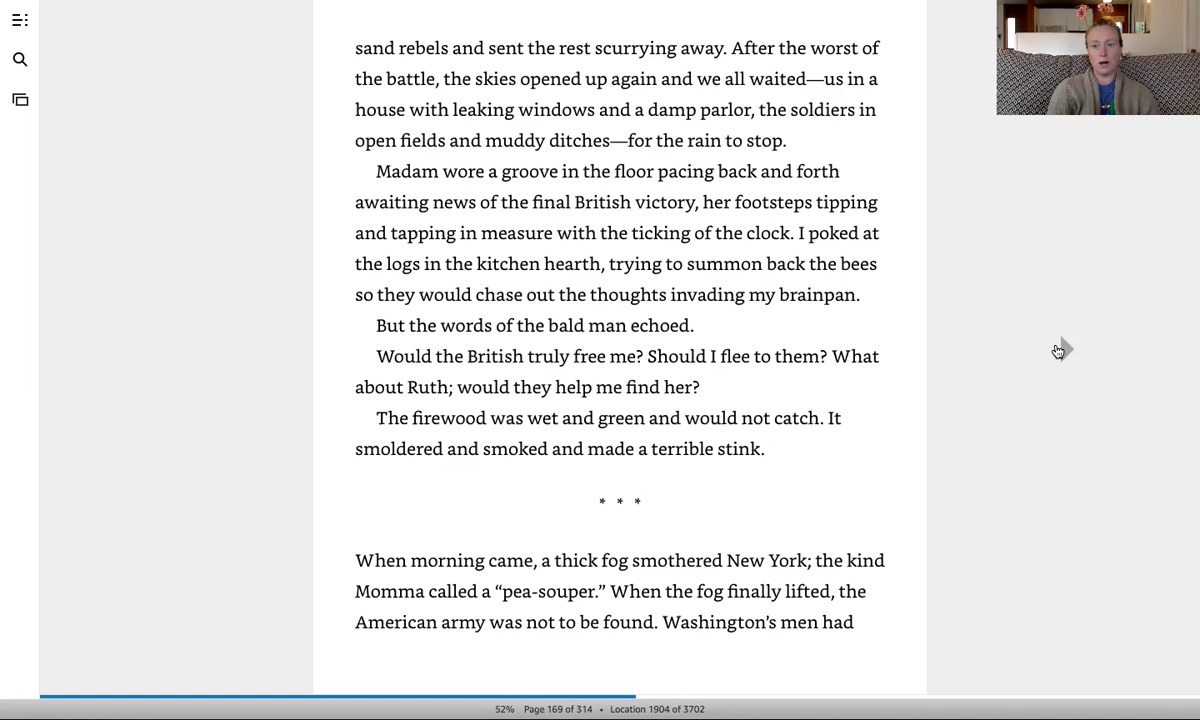 sand rebels and sent the rest scurrying away. After the worst of
the battle, the skies opened up again and we all waited—us in a
house with leaking windows and a damp parlor, the soldiers in
open fields and muddy ditches—for the rain to stop.
Madam wore a groove in the floor pacing back and forth
awaiting news of the final British victory, her footsteps tipping
and tapping in measure with the ticking of the clock. I poked at
the logs in the kitchen hearth, trying to summon back the bees
so they would chase out the thoughts invading my brainpan.
But the words of the bald man echoed.
Would the British truly free me? Should I flee to them? What
about Ruth; would they help me find her?
The firewood was wet and green and would not catch. It
smoldered and smoked and made a terrible stink.
* * *
When morning came, a thick fog smothered New York; the kind
Momma called a “pea-souper.” When the fog finally lifted, the
American army was not to be found. Washington’s men had
52% Page 169 of 314 • Location 1904 of 3702